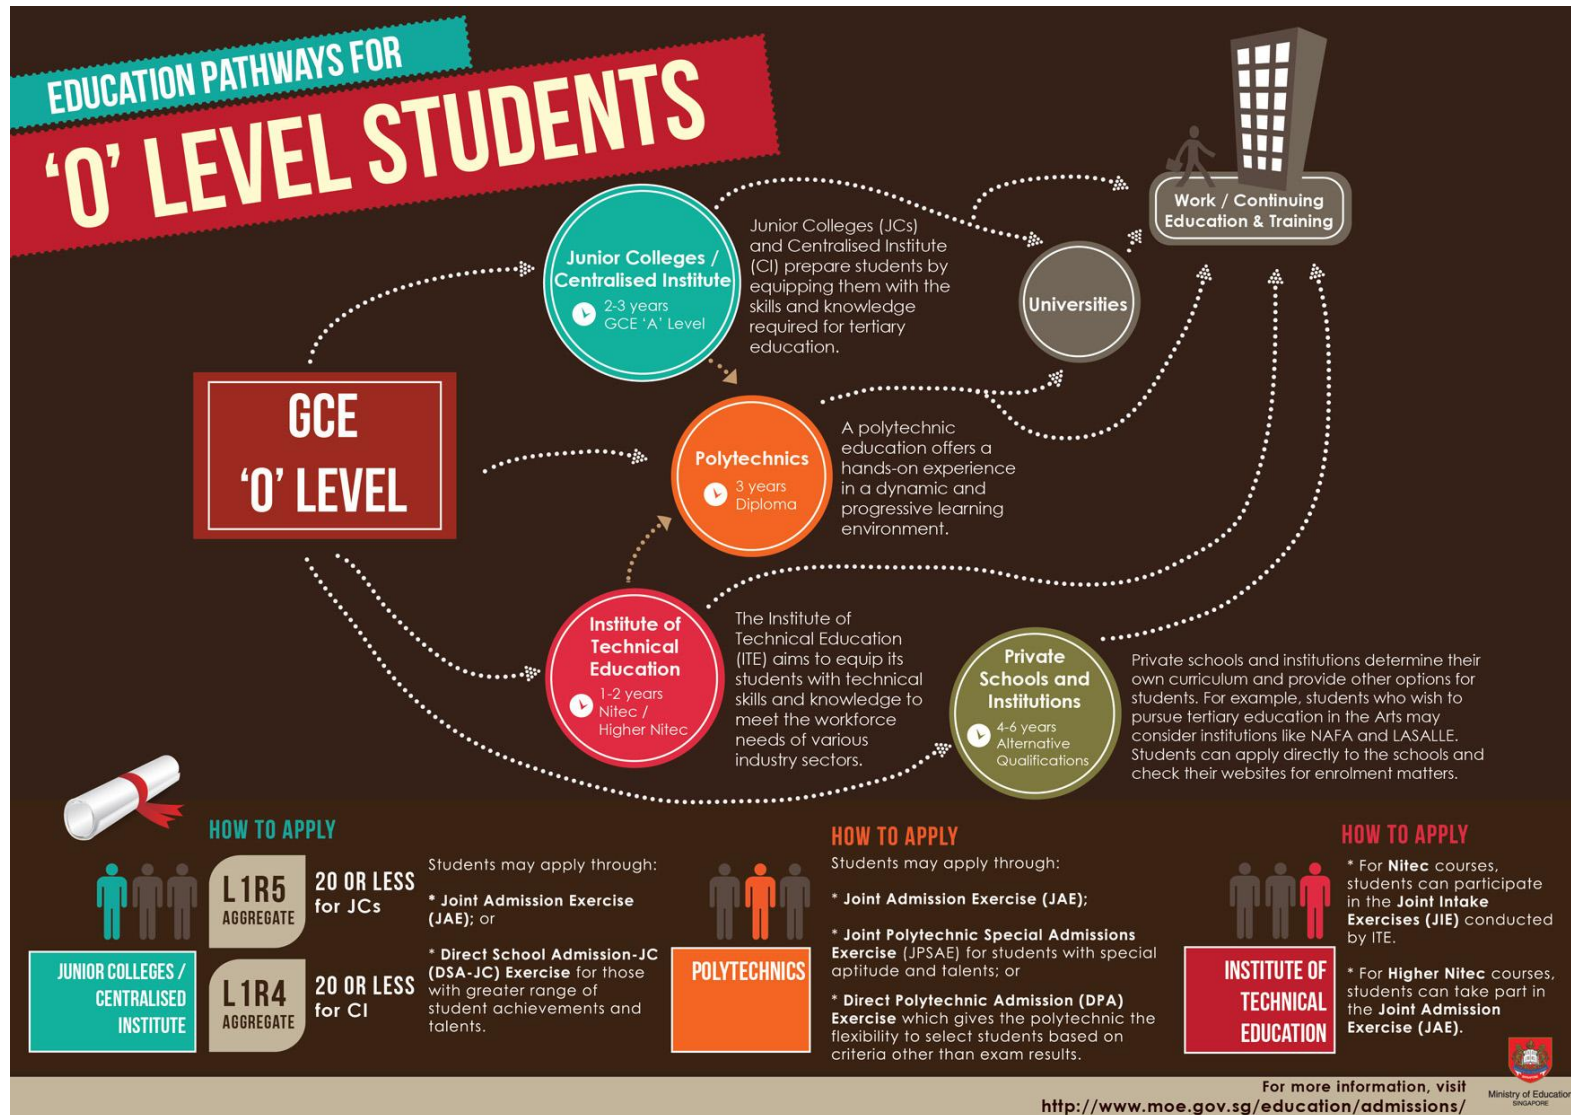 EDUCATION PATHWAYS FOR
'O' LEVEL STUDENTS
Work / Continuing
Education & Training
Junior Colleges /
Centralised Institute
2-3 years
GCE 'A' Level
Junior Colleges (JCs)
and Centralised Institute
(CI) prepare students by
equipping them with the
skills and knowledge
required for tertiary
education.
Universities
GCE
'O' LEVEL
Polytechnics
3 years
Diploma
A polytechnic
education offers a
hands-on experience
in a dynamic and
progressive learning
environment.
Institute of
Technical
Education
1-2 years
Nitec /
Higher Nitec
The Institute of
Technical Education
(ITE) aims to equip its
students with technical
skills and knowledge to
meet the workforce
needs of various
industry sectors.
Private
Schools and
Institutions
4-6 years
Alternative
Qualifications
Private schools and institutions determine their
own curriculum and provide other options for
students. For example, students who wish to
pursue tertiary education in the Arts may
consider institutions like NAFA and LASALLE.
Students can apply directly to the schools and
check their websites for enrolment matters.
HOW TO APPLY
JUNIOR COLLEGES /
CENTRALISED
INSTITUTE
L1R5
AGGREGATE
20 OR LESS
for JCs
L1R4
AGGREGATE
20 OR LESS
for CI
Students may apply through:
* Joint Admission Exercise
(JAE); or
* Direct School Admission-JC
(DSA-JC) Exercise for those
with greater range of
student achievements and
talents.
HOW TO APPLY
POLYTECHNICS
Students may apply through:
* Joint Admission Exercise (JAE);
* Joint Polytechnic Special Admissions
Exercise (JPSAE) for students with special
aptitude and talents; or
* Direct Polytechnic Admission (DPA)
Exercise which gives the polytechnic the
flexibility to select students based on
criteria other than exam results.
HOW TO APPLY
INSTITUTE OF
TECHNICAL
EDUCATION
* For Nitec courses,
students can participate
in the Joint Intake
Exercises (JIE) conducted
by ITE.
* For Higher Nitec courses,
students can take part in
the Joint Admission
Exercise (JAE).
For more information, visit
http://www.moe.gov.sg/education/admissions/
Ministry of Education
SINGAPORE